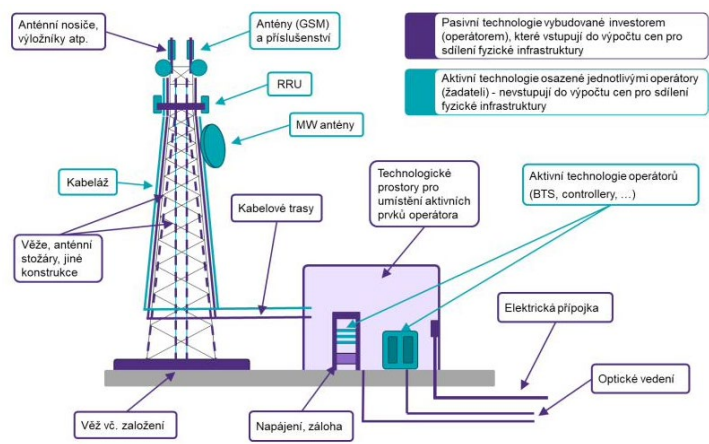 Anténní nosiče,
výložníky atp.
Antény (GSM)
a příslušenství
Pasivní technologie vybudované investorem
(operátorem), které vstupují do výpočtu cen pro
sdílení fyzické infrastruktury
Aktivní technologie osazené jednotlivými operátory
(žadateli) - nevstupují do výpočtu cen pro sdílení
fyzické infrastruktury
RRU
MW antény
Kabeláž
Kabelové trasy
Technologické
prostory pro
umístění aktivních
prvků operátora
Aktivní technologie operátorů
(BTS, controllery, …)
Věže, anténní
stožáry, jiné
konstrukce
Elektrická přípojka
Optické vedení
Věž vč. založení
Napájení, záloha